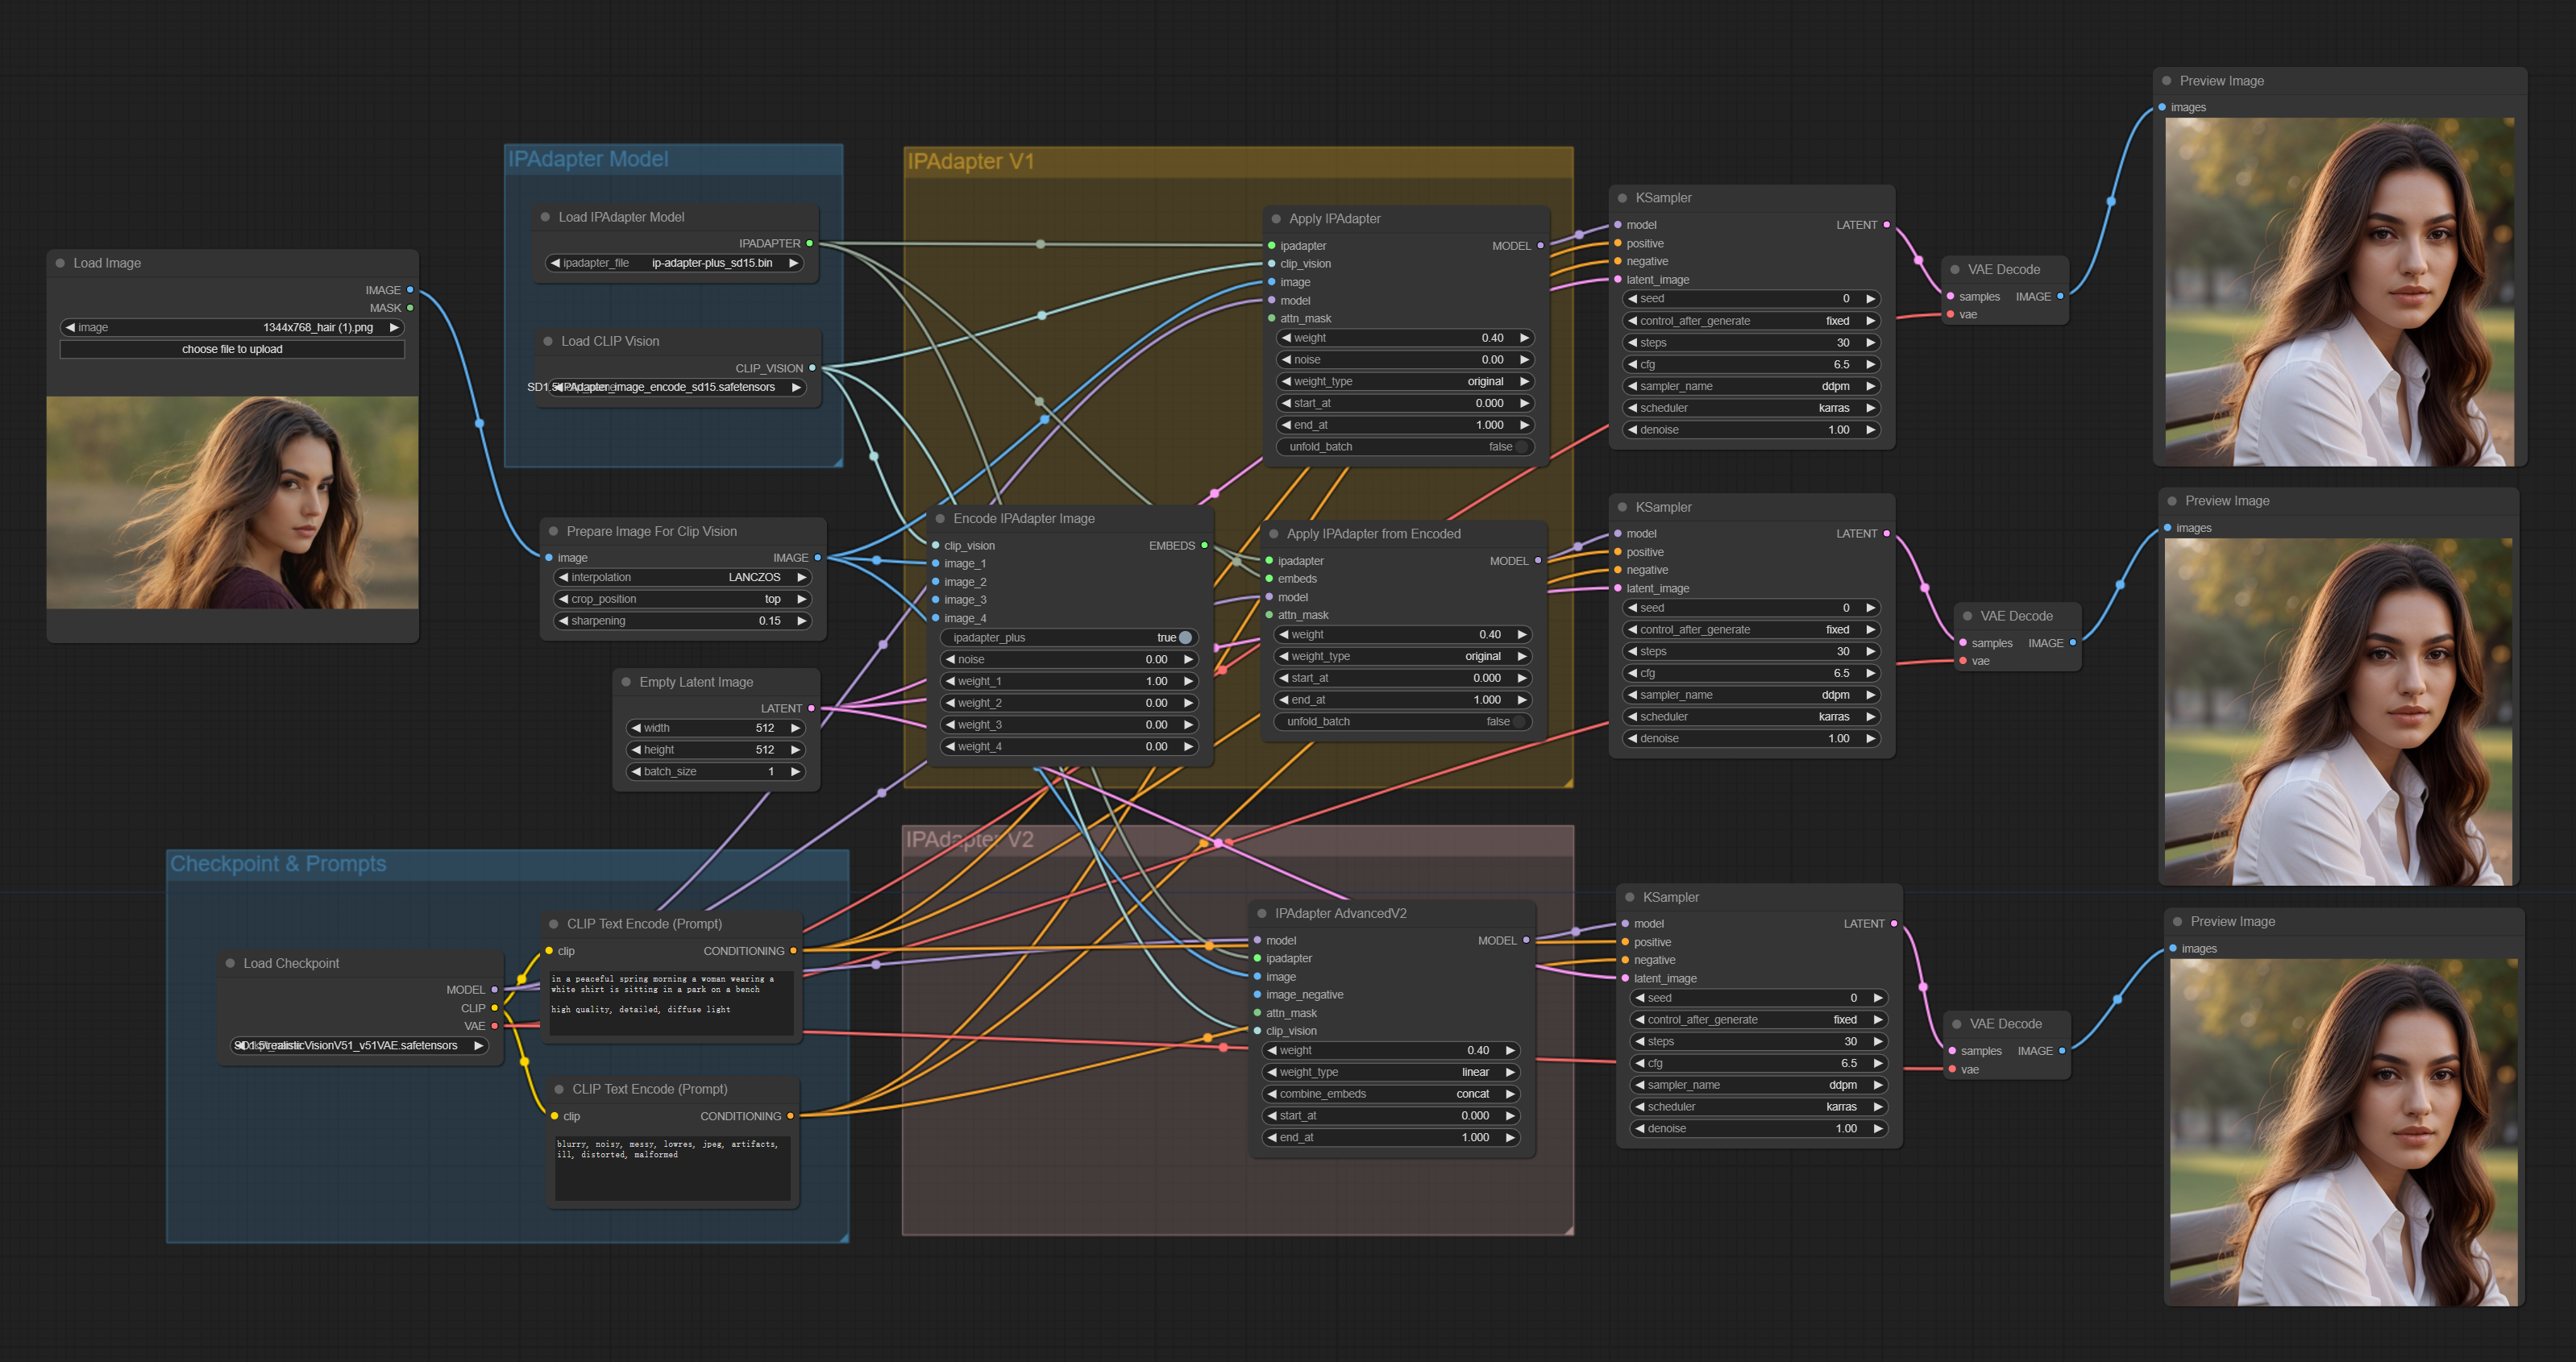 Load Image
IMAGE
MASK
image 1344x768_hair (1).png
choose file to upload
IPAdapter Model
Load IPAdapter Model
IPADAPTER
ipadapter_file ip-adapter-plus_sd15.bin
Load CLIP Vision
CLIP_VISION
Prepare Image For Clip Vision
image IMAGE
interpolation LANCZOS
crop_position top
sharpening 0.15
Empty Latent Image
LATENT
width 512
height 512
batch_size 1
Checkpoint & Prompts
Load Checkpoint
MODEL
CLIP
VAE
CLIP Text Encode (Prompt)
clip CONDITIONING
in a peaceful spring morning a woman wearing a
white shirt is sitting in a park on a bench
high quality, detailed, diffuse light
CLIP Text Encode (Prompt)
clip CONDITIONING
blurry, noisy, messy, lowres, jpeg, artifacts,
ill, distorted, malformed
IPAdapter V1
Apply IPAdapter
ipadapter MODEL
clip_vision
image
model
attn_mask
weight 0.40
noise 0.00
weight_type original
start_at 0.000
end_at 1.000
unfold_batch false
Encode IPAdapter Image
clip_vision EMBEDS
image_1
image_2
image_3
image_4
ipadapter_plus true
noise 0.00
weight_1 1.00
weight_2 0.00
weight_3 0.00
weight_4 0.00
Apply IPAdapter from Encoded
ipadapter MODEL
embeds
model
attn_mask
weight 0.40
weight_type original
start_at 0.000
end_at 1.000
unfold_batch false
IPAdapter V2
IPAdapter AdvancedV2
model MODEL
ipadapter
image
image_negative
attn_mask
clip_vision
weight 0.40
weight_type linear
combine_embeds concat
start_at 0.000
end_at 1.000
KSampler
model LATENT
positive
negative
latent_image
seed 0
control_after_generate fixed
steps 30
cfg 6.5
sampler_name ddpm
scheduler karras
denoise 1.00
VAE Decode
samples IMAGE
vae
Preview Image
images
KSampler
model LATENT
positive
negative
latent_image
seed 0
control_after_generate fixed
steps 30
cfg 6.5
sampler_name ddpm
scheduler karras
denoise 1.00
VAE Decode
samples IMAGE
vae
Preview Image
images
KSampler
model LATENT
positive
negative
latent_image
seed 0
control_after_generate fixed
steps 30
cfg 6.5
sampler_name ddpm
scheduler karras
denoise 1.00
VAE Decode
samples IMAGE
vae
Preview Image
images